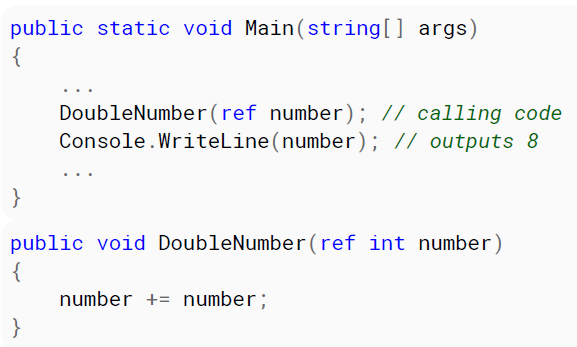 public static void Main(string[] args)
{
...
DoubleNumber(ref number); // calling code
Console.WriteLine(number); // outputs 8
...
}
public void DoubleNumber(ref int number)
{
number += number;
}